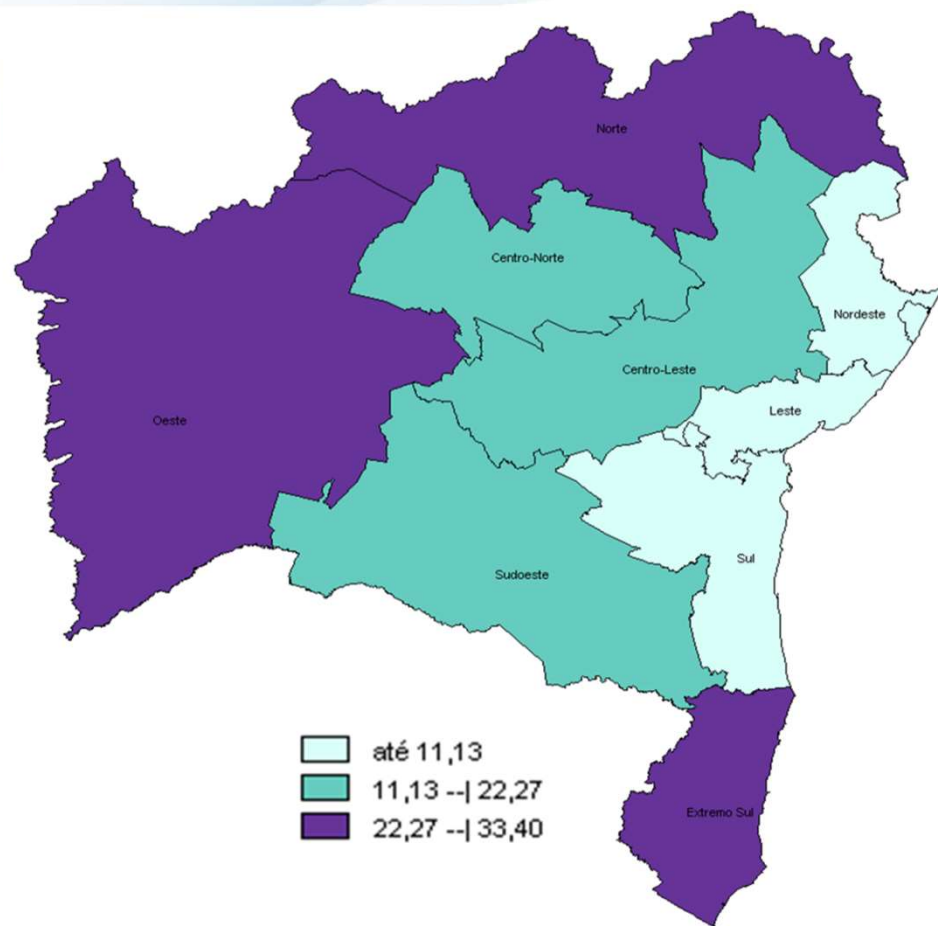 Norte
Centro-Norte
Nordeste
Centro-Leste
Leste
Oeste
Sul
Sudoeste
até 11,13
11,13 --| 22,27
22,27 --| 33,40
Extremo Sul